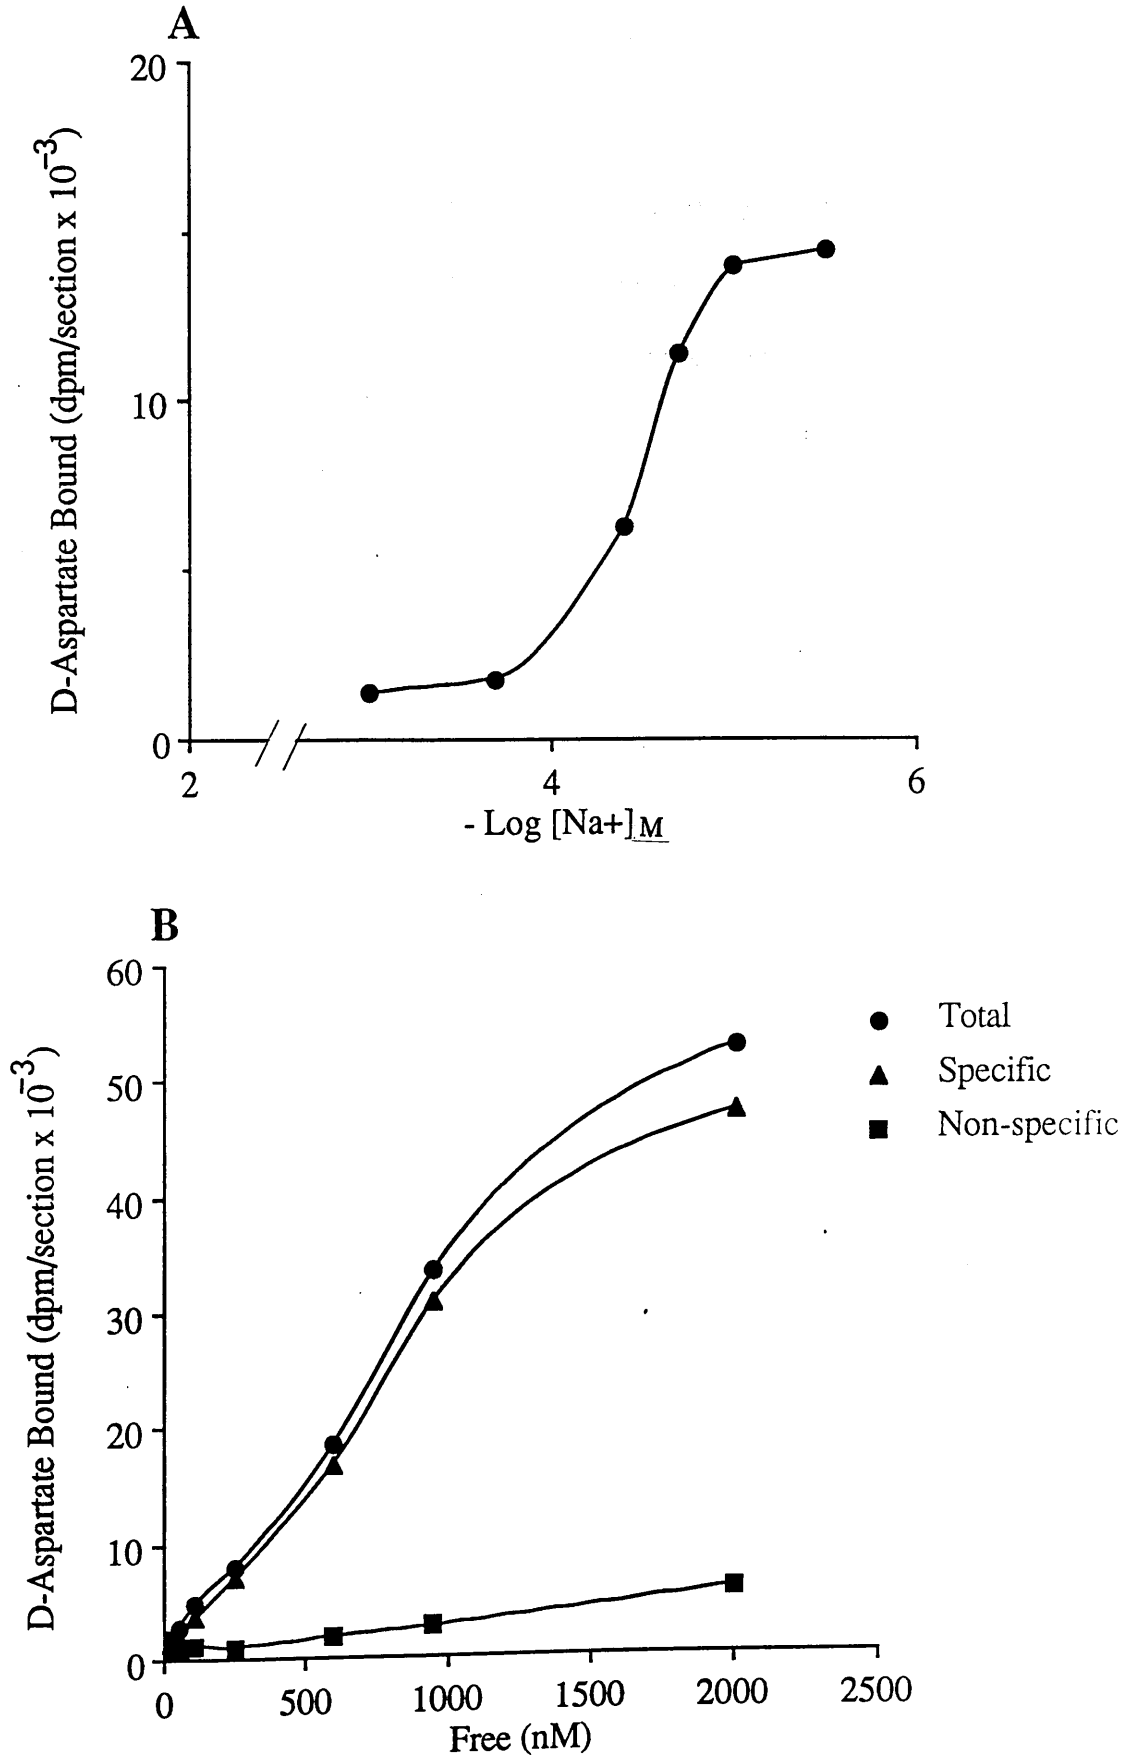 A
20
10
0
2 4 6
D-Aspartate Bound (dpm/section x 10⁻³)
- Log [Na+]M
B
60
50
40
30
20
10
0
0 500 1000 1500 2000 2500
D-Aspartate Bound (dpm/section x 10⁻³)
Free (nM)
Total
Specific
Non-specific